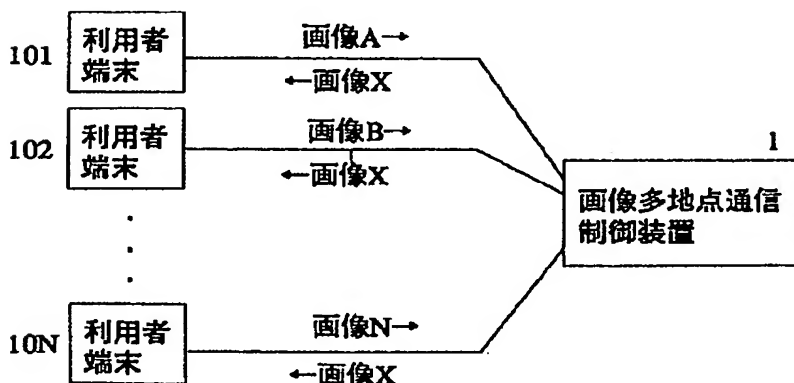 101
利用者
端末
画像A→
←画像X
102
利用者
端末
画像B→
←画像X
1
画像多地点通信
制御装置
10N
利用者
端末
画像N→
←画像X